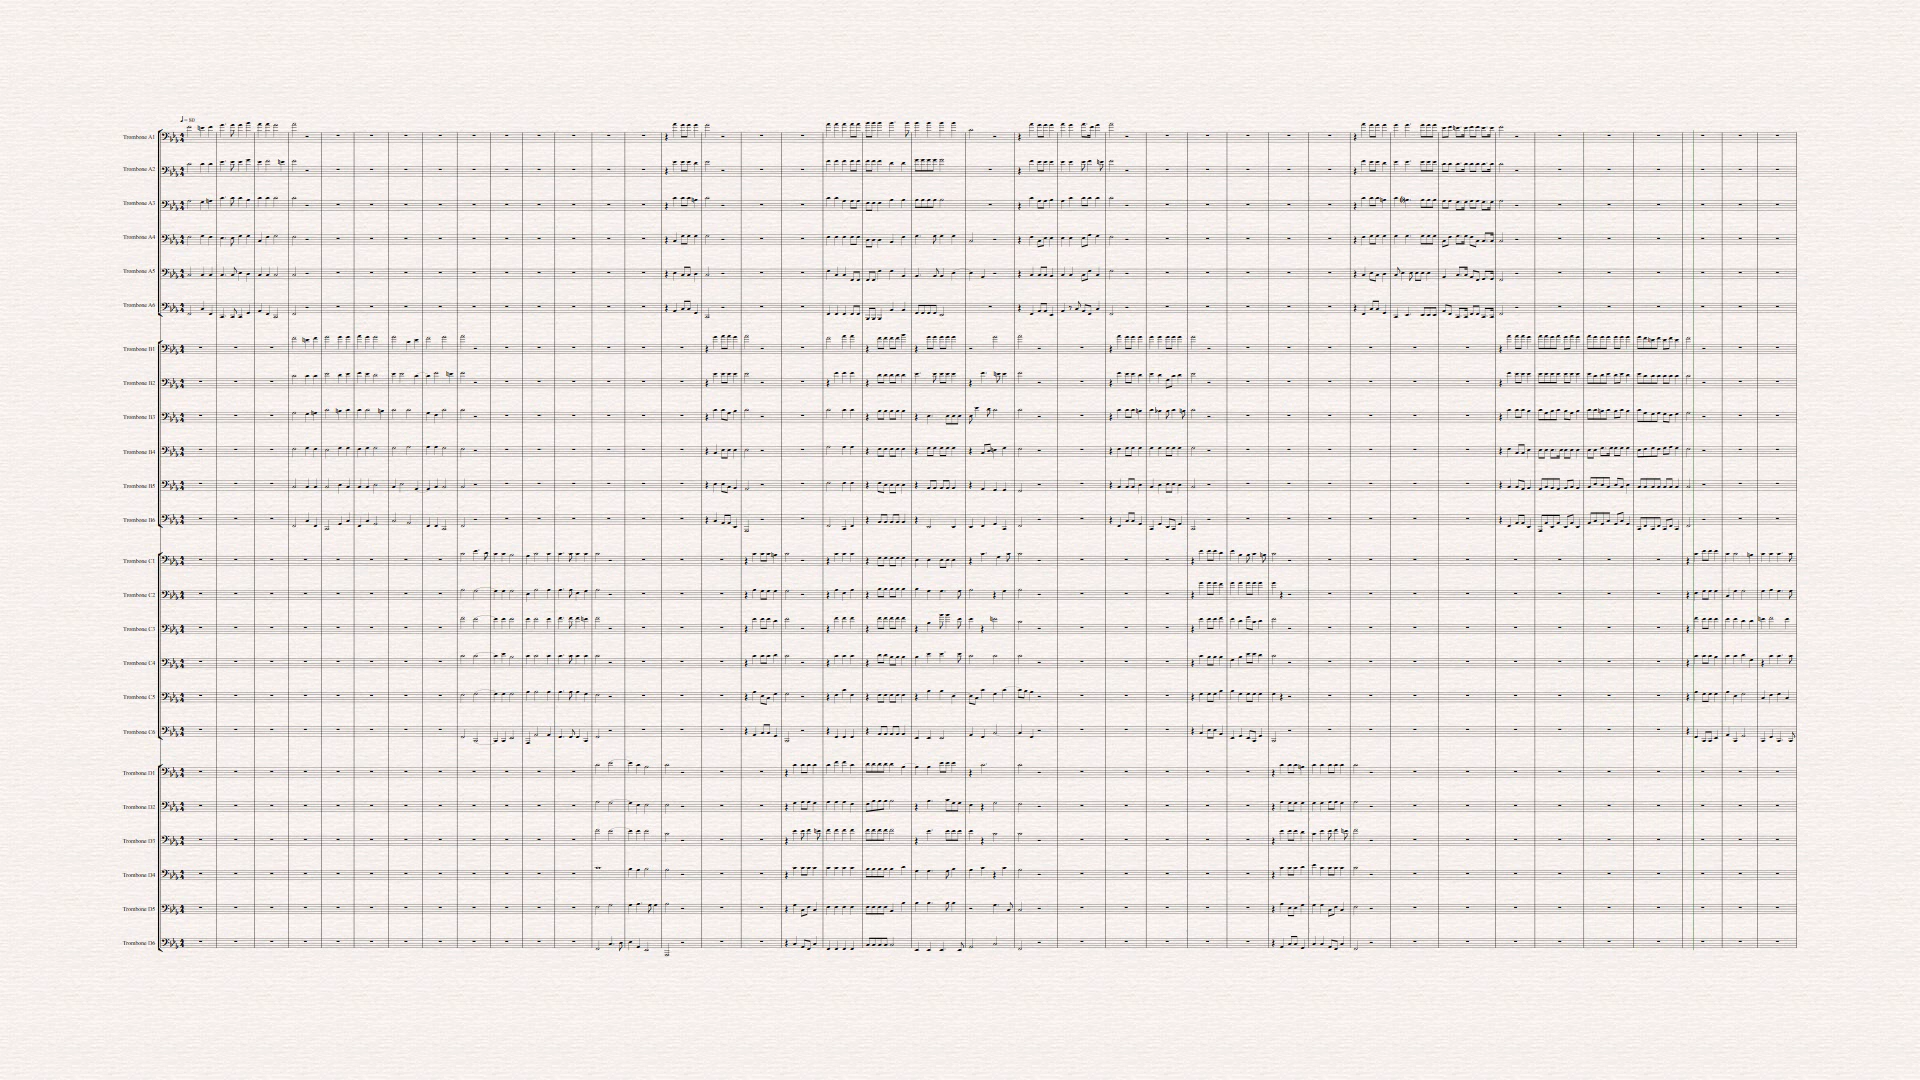 ♩ = 80
Trombone A1
Trombone A2
Trombone A3
Trombone A4
Trombone A5
Trombone A6
Trombone B1
Trombone B2
Trombone B3
Trombone B4
Trombone B5
Trombone B6
Trombone C1
Trombone C2
Trombone C3
Trombone C4
Trombone C5
Trombone C6
Trombone D1
Trombone D2
Trombone D3
Trombone D4
Trombone D5
Trombone D6